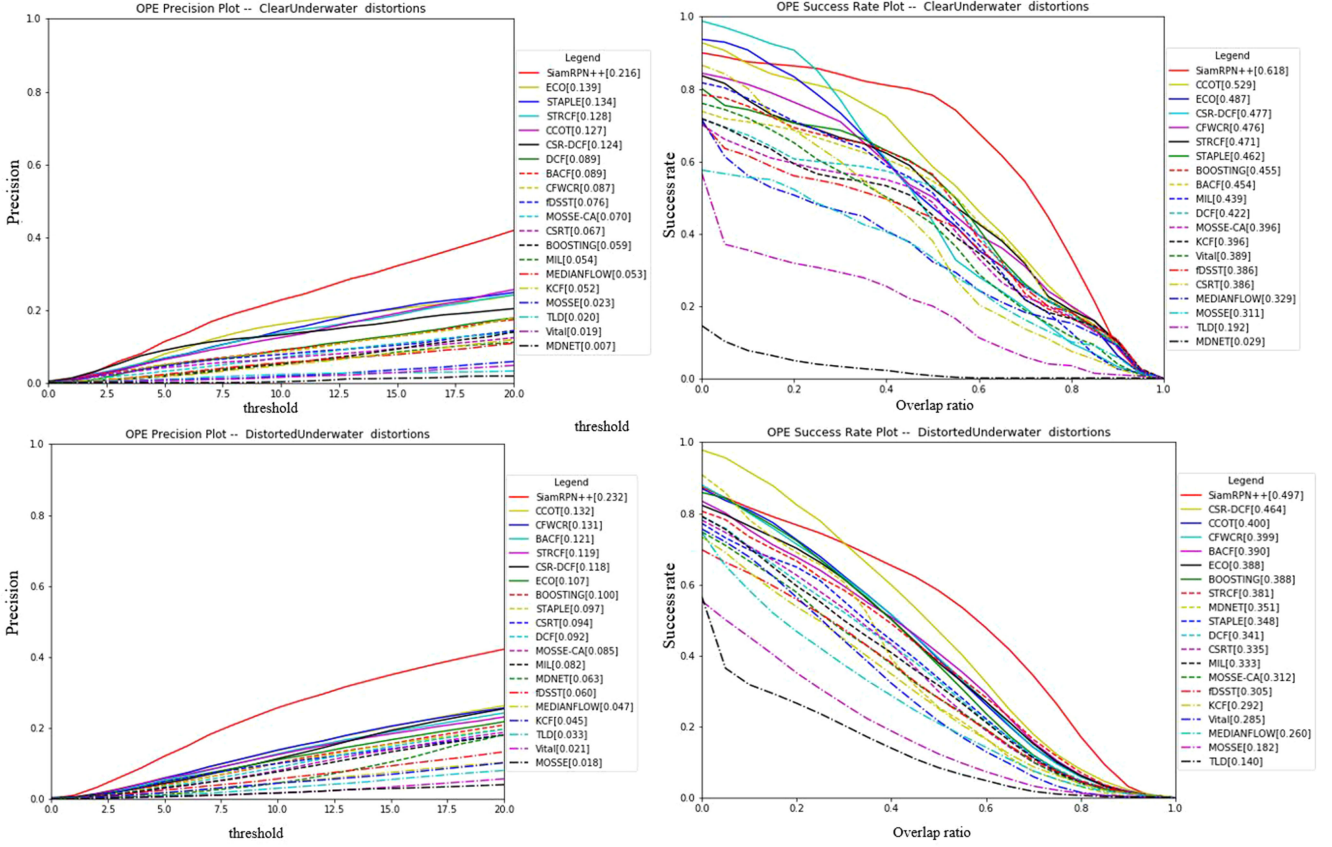 OPE Precision Plot -- ClearUnderwater distortions
Precision
1.0
0.8
0.6
0.4
0.2
0.0
0.0 2.5 5.0 7.5 10.0 12.5 15.0 17.5 20.0
threshold
Legend
SiamRPN++[0.216]
ECO[0.139]
STAPLE[0.134]
STRCF[0.128]
CCOT[0.127]
CSR-DCF[0.124]
DCF[0.089]
BACF[0.089]
CFWCR[0.087]
fDSST[0.076]
MOSSE-CA[0.070]
CSRT[0.067]
BOOSTING[0.059]
MIL[0.054]
MEDIANFLOW[0.053]
KCF[0.052]
MOSSE[0.023]
TLD[0.020]
Vital[0.019]
MDNET[0.007]
OPE Success Rate Plot -- ClearUnderwater distortions
Success rate
1.0
0.8
0.6
0.4
0.2
0.0
0.0 0.2 0.4 0.6 0.8 1.0
Overlap ratio
Legend
SiamRPN++[0.618]
CCOT[0.529]
ECO[0.487]
CSR-DCF[0.477]
CFWCR[0.476]
STRCF[0.471]
STAPLE[0.462]
BOOSTING[0.455]
BACF[0.454]
MIL[0.439]
DCF[0.422]
MOSSE-CA[0.396]
KCF[0.396]
Vital[0.389]
fDSST[0.386]
CSRT[0.386]
MEDIANFLOW[0.329]
MOSSE[0.311]
TLD[0.192]
MDNET[0.029]
threshold
OPE Precision Plot -- DistortedUnderwater distortions
Precision
1.0
0.8
0.6
0.4
0.2
0.0
0.0 2.5 5.0 7.5 10.0 12.5 15.0 17.5 20.0
threshold
Legend
SiamRPN++[0.232]
CCOT[0.132]
CFWCR[0.131]
BACF[0.121]
STRCF[0.119]
CSR-DCF[0.118]
ECO[0.107]
BOOSTING[0.100]
STAPLE[0.097]
CSRT[0.094]
DCF[0.092]
MOSSE-CA[0.085]
MIL[0.082]
MDNET[0.063]
fDSST[0.060]
MEDIANFLOW[0.047]
KCF[0.045]
TLD[0.033]
Vital[0.021]
MOSSE[0.018]
OPE Success Rate Plot -- DistortedUnderwater distortions
Success rate
1.0
0.8
0.6
0.4
0.2
0.0
0.0 0.2 0.4 0.6 0.8 1.0
Overlap ratio
Legend
SiamRPN++[0.497]
CSR-DCF[0.464]
CCOT[0.400]
CFWCR[0.399]
BACF[0.390]
ECO[0.388]
BOOSTING[0.388]
STRCF[0.381]
MDNET[0.351]
STAPLE[0.348]
DCF[0.341]
CSRT[0.335]
MIL[0.333]
MOSSE-CA[0.312]
fDSST[0.305]
KCF[0.292]
Vital[0.285]
MEDIANFLOW[0.260]
MOSSE[0.182]
TLD[0.140]